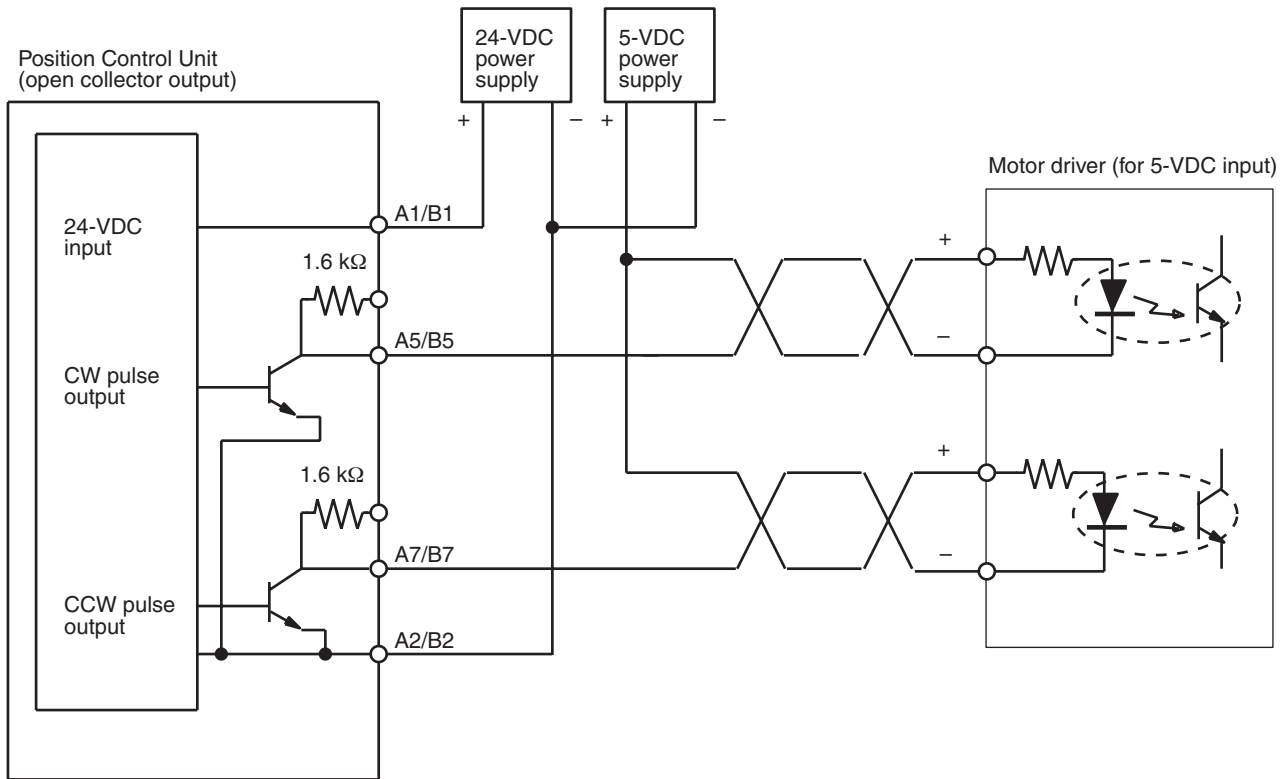 Position Control Unit
(open collector output)
24-VDC
power
supply
5-VDC
power
supply
+
–
+
–
Motor driver (for 5-VDC input)
24-VDC
input
A1/B1
1.6 kΩ
+
A5/B5
–
CW pulse
output
1.6 kΩ
+
A7/B7
–
CCW pulse
output
A2/B2